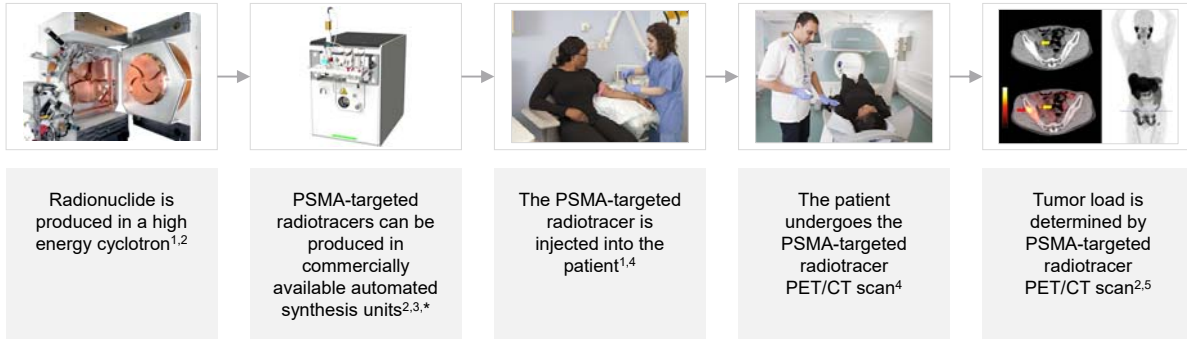 Radionuclide is
produced in a high
energy cyclotron1,2
PSMA-targeted
radiotracers can be
produced in
commercially
available automated
synthesis units2,3,*
The PSMA-targeted
radiotracer is
injected into the
patient1,4
The patient
undergoes the
PSMA-targeted
radiotracer
PET/CT scan4
Tumor load is
determined by
PSMA-targeted
radiotracer
PET/CT scan2,5